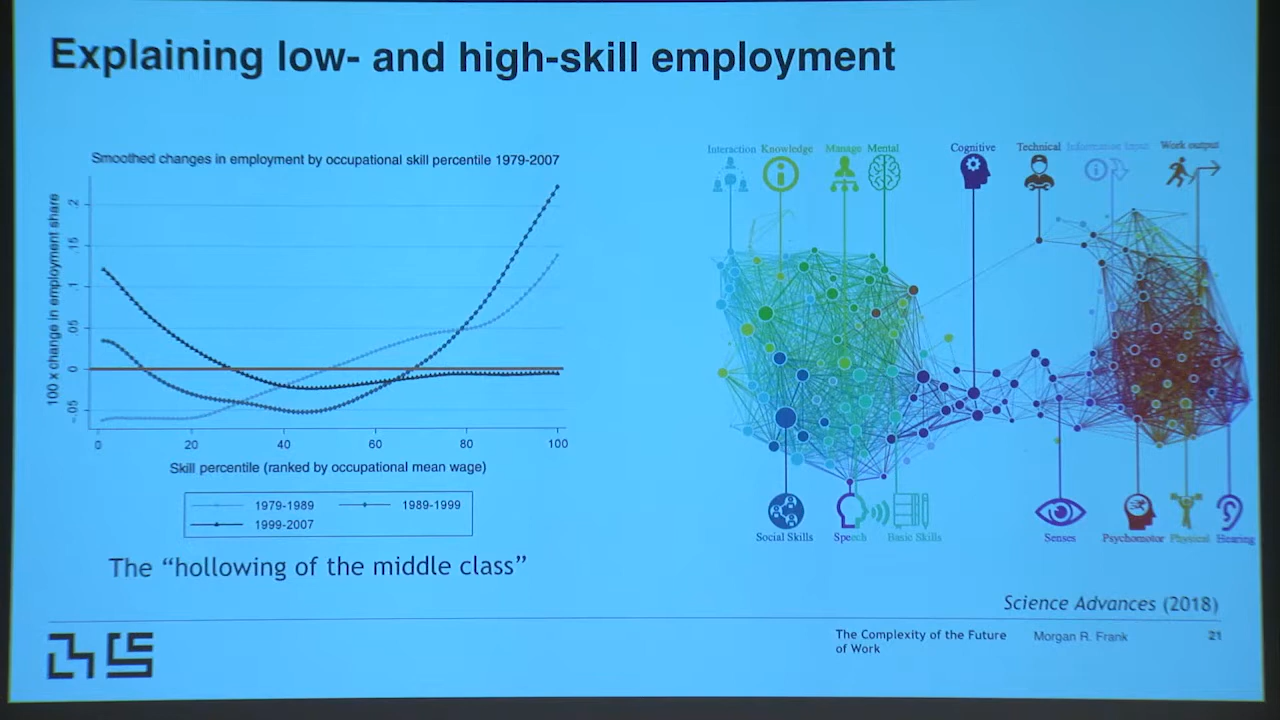 Explaining low- and high-skill employment
Smoothed changes in employment by occupational skill percentile 1979-2007
100 x change in employment share
.2
.15
.1
.05
0
-.05
0 20 40 60 80 100
Skill percentile (ranked by occupational mean wage)
1979-1989 1989-1999
1999-2007
The “hollowing of the middle class”
Interaction Knowledge Manage Mental Cognitive Technical Information Input Work output
Social Skills Speech Basic Skills Senses Psychomotor Physical Hearing
Science Advances (2018)
The Complexity of the Future
of Work
Morgan R. Frank
21